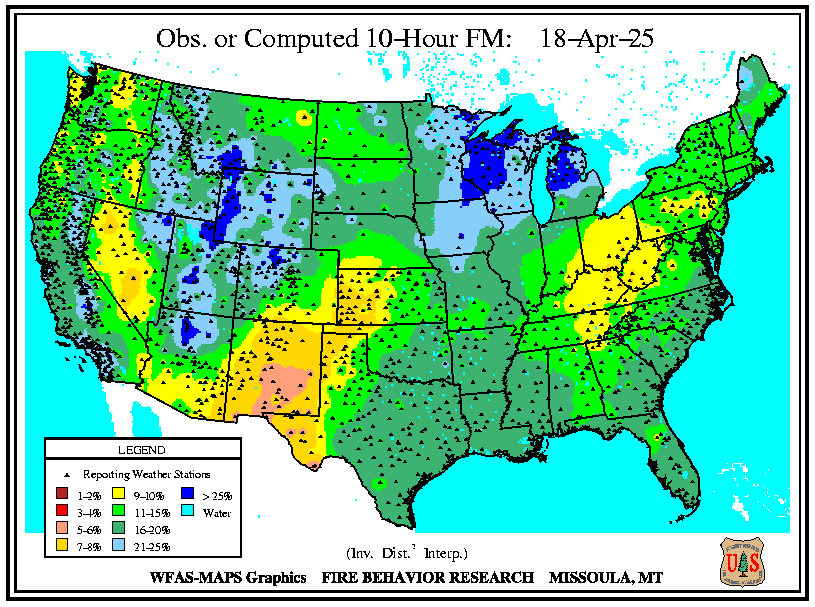 Obs. or Computed 10-Hour FM: 18-Apr-25
LEGEND
Reporting Weather Stations
1-2% 9-10% > 25%
3-4% 11-15% Water
5-6% 16-20%
7-8% 21-25%
(Inv. Dist.² Interp.)
WFAS-MAPS Graphics FIRE BEHAVIOR RESEARCH MISSOULA, MT
U S